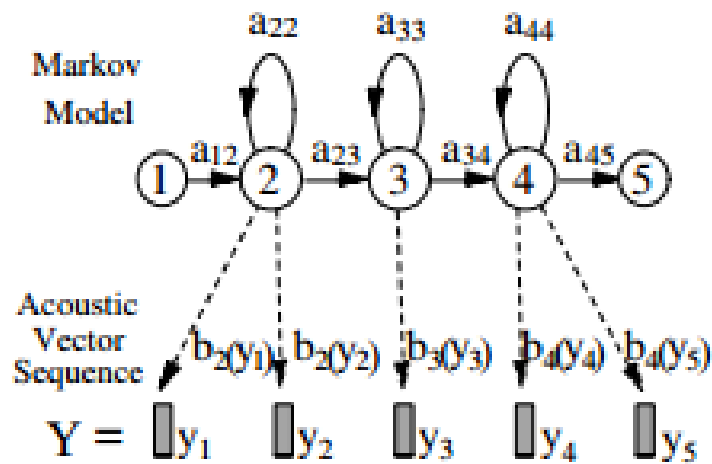 a22 a33 a44
Markov
Model
a12 a23 a34 a45
1 2 3 4 5
Acoustic
Vector
Sequence
b2(y1) b2(y2) b3(y3) b4(y4) b4(y5)
Y = y1 y2 y3 y4 y5